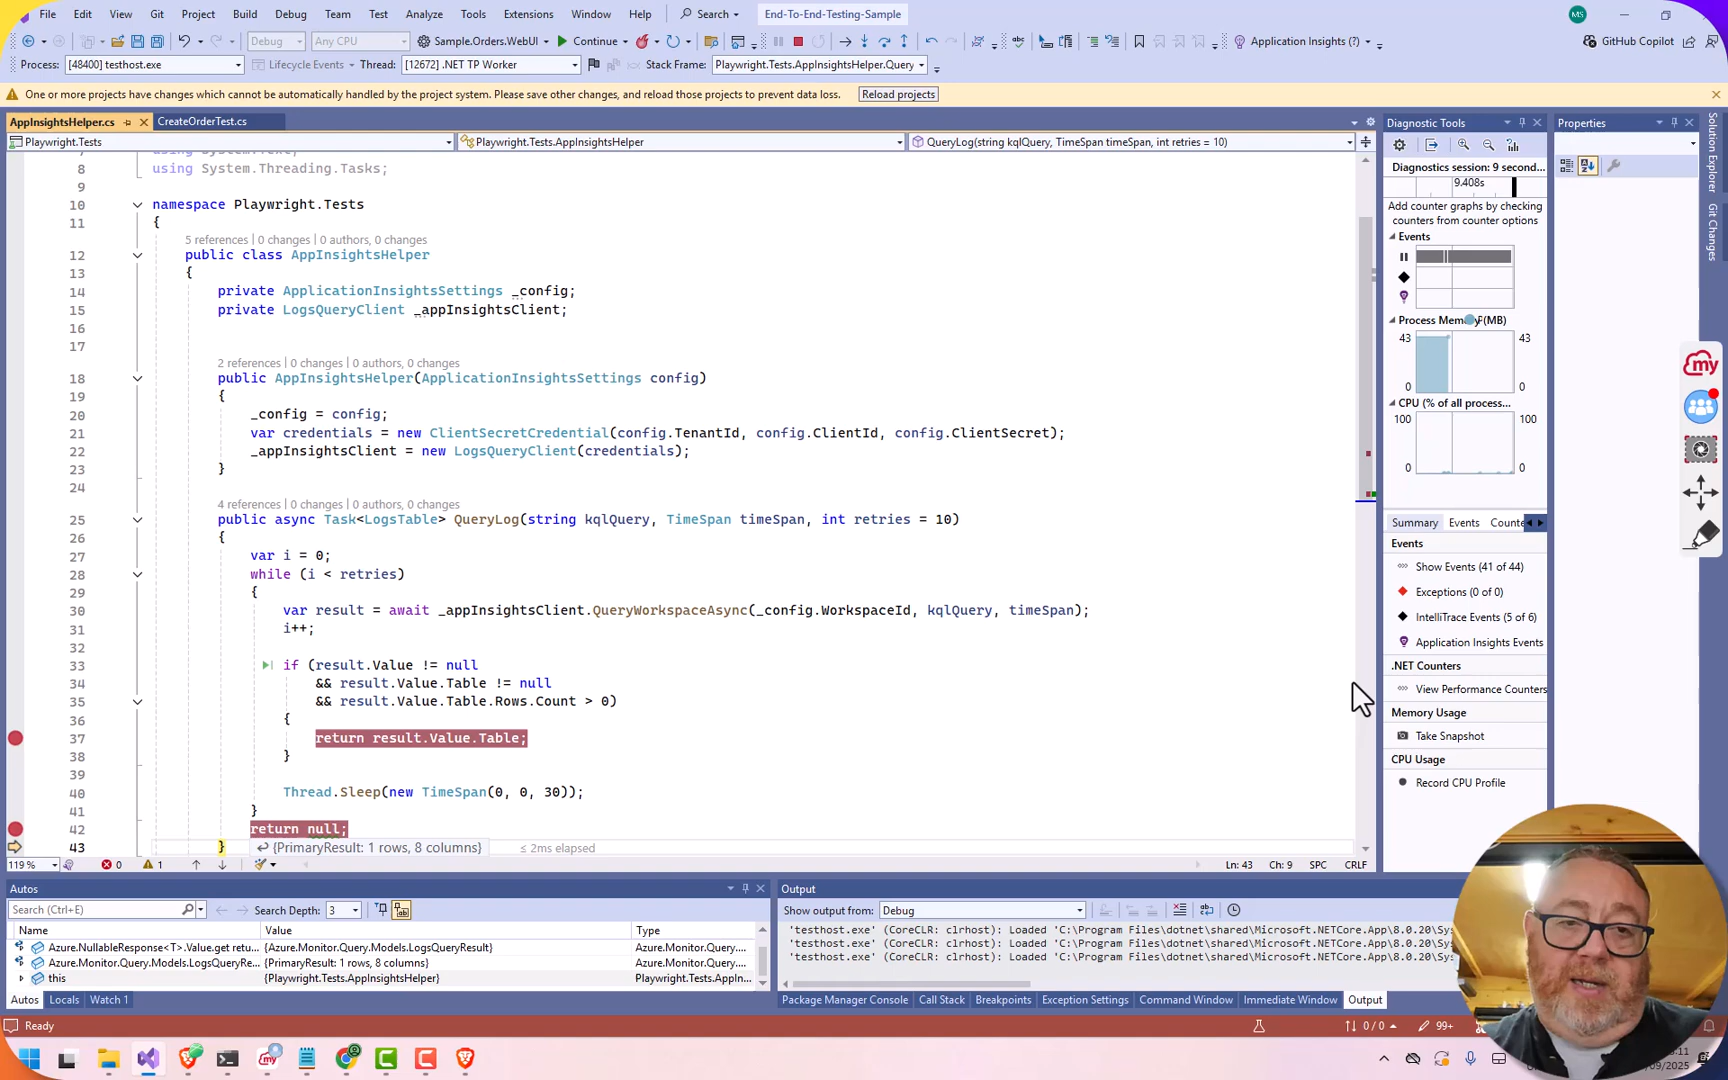 File Edit View Git Project Build Debug Team Test Analyze Tools Extensions Window Help Search End-To-End-Testing-Sample MS
Debug Any CPU Sample.Orders.WebUI Continue Application Insights (?) GitHub Copilot
Process: [48400] testhost.exe Lifecycle Events Thread: [12672] .NET TP Worker Stack Frame: Playwright.Tests.AppInsightsHelper.Query
One or more projects have changes which cannot be automatically handled by the project system. Please save other changes, and reload those projects to prevent data loss. Reload projects
AppInsightsHelper.cs CreateOrderTest.cs
Playwright.Tests Playwright.Tests.AppInsightsHelper QueryLog(string kqlQuery, TimeSpan timeSpan, int retries = 10)
8 using System.Threading.Tasks;
9
10 namespace Playwright.Tests
11 {
5 references | 0 changes | 0 authors, 0 changes
12 public class AppInsightsHelper
13 {
14 private ApplicationInsightsSettings _config;
15 private LogsQueryClient _appInsightsClient;
16
17
2 references | 0 changes | 0 authors, 0 changes
18 public AppInsightsHelper(ApplicationInsightsSettings config)
19 {
20 _config = config;
21 var credentials = new ClientSecretCredential(config.TenantId, config.ClientId, config.ClientSecret);
22 _appInsightsClient = new LogsQueryClient(credentials);
23 }
24
4 references | 0 changes | 0 authors, 0 changes
25 public async Task<LogsTable> QueryLog(string kqlQuery, TimeSpan timeSpan, int retries = 10)
26 {
27 var i = 0;
28 while (i < retries)
29 {
30 var result = await _appInsightsClient.QueryWorkspaceAsync(_config.WorkspaceId, kqlQuery, timeSpan);
31 i++;
32
33 if (result.Value != null
34 && result.Value.Table != null
35 && result.Value.Table.Rows.Count > 0)
36 {
37 return result.Value.Table;
38 }
39
40 Thread.Sleep(new TimeSpan(0, 0, 30));
41 }
42 return null;
43 } {PrimaryResult: 1 rows, 8 columns} ≤ 2ms elapsed
119 % 0 1 Ln: 43 Ch: 9 SPC CRLF
Diagnostic Tools
Diagnostics session: 9 second...
9.408s
Add counter graphs by checking
counters from counter options
Events
Process Memory (MB)
43 43
0 0
CPU (% of all process...
100 100
0 0
Summary Events Counte
Events
Show Events (41 of 44)
Exceptions (0 of 0)
IntelliTrace Events (5 of 6)
Application Insights Events
.NET Counters
View Performance Counters
Memory Usage
Take Snapshot
CPU Usage
Record CPU Profile
Properties
Solution Explorer
Git Changes
my
Autos
Search (Ctrl+E) Search Depth: 3
Name Value Type
Azure.NullableResponse<T>.Value.get retu... {Azure.Monitor.Query.Models.LogsQueryResult} Azure.Monitor.Query....
Azure.Monitor.Query.Models.LogsQueryRe... {PrimaryResult: 1 rows, 8 columns} Azure.Monitor.Query....
this {Playwright.Tests.AppInsightsHelper} Playwright.Tests.AppIn...
Autos Locals Watch 1
Output
Show output from: Debug
'testhost.exe' (CoreCLR: clrhost): Loaded 'C:\Program Files\dotnet\shared\Microsoft.NETCore.App\8.0.20\Sys
'testhost.exe' (CoreCLR: clrhost): Loaded 'C:\Program Files\dotnet\shared\Microsoft.NETCore.App\8.0.20\Sys
'testhost.exe' (CoreCLR: clrhost): Loaded 'C:\Program Files\dotnet\shared\Microsoft.NETCore.App\8.0.20\Sys
Package Manager Console Call Stack Breakpoints Exception Settings Command Window Immediate Window Output
Ready 0 / 0 99+